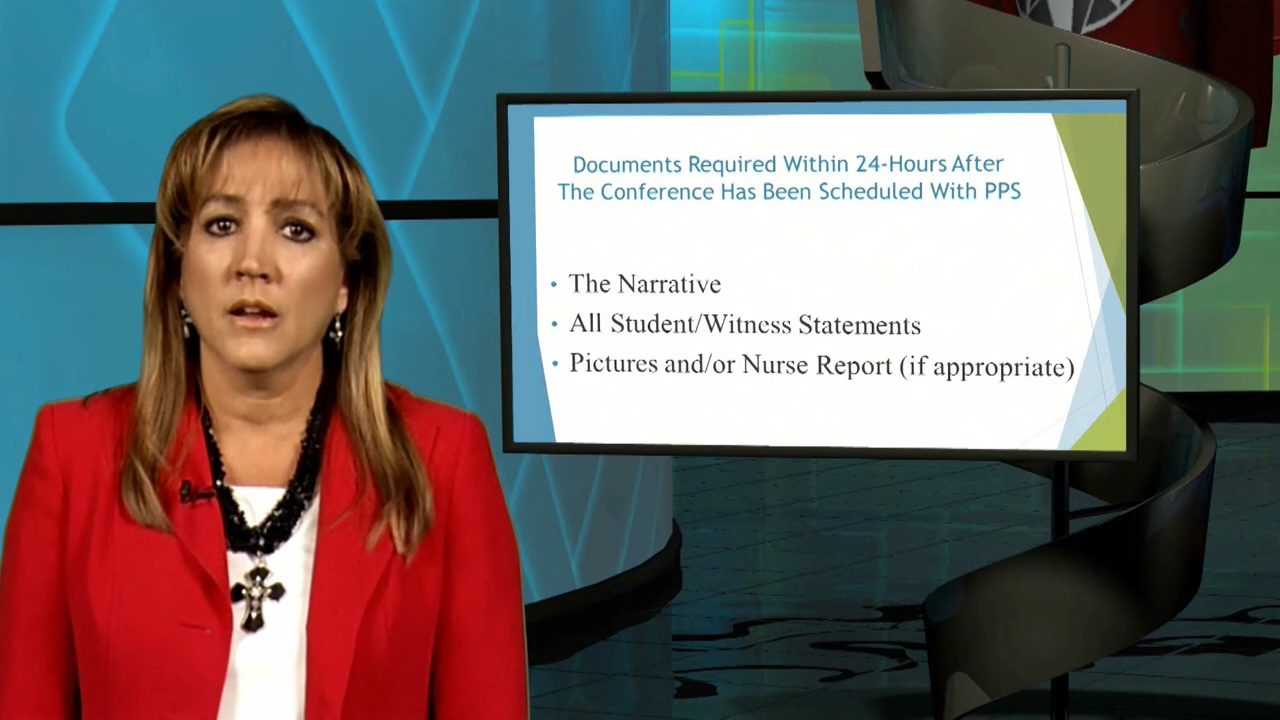 Documents Required Within 24-Hours After
The Conference Has Been Scheduled With PPS
• The Narrative
• All Student/Witness Statements
• Pictures and/or Nurse Report (if appropriate)